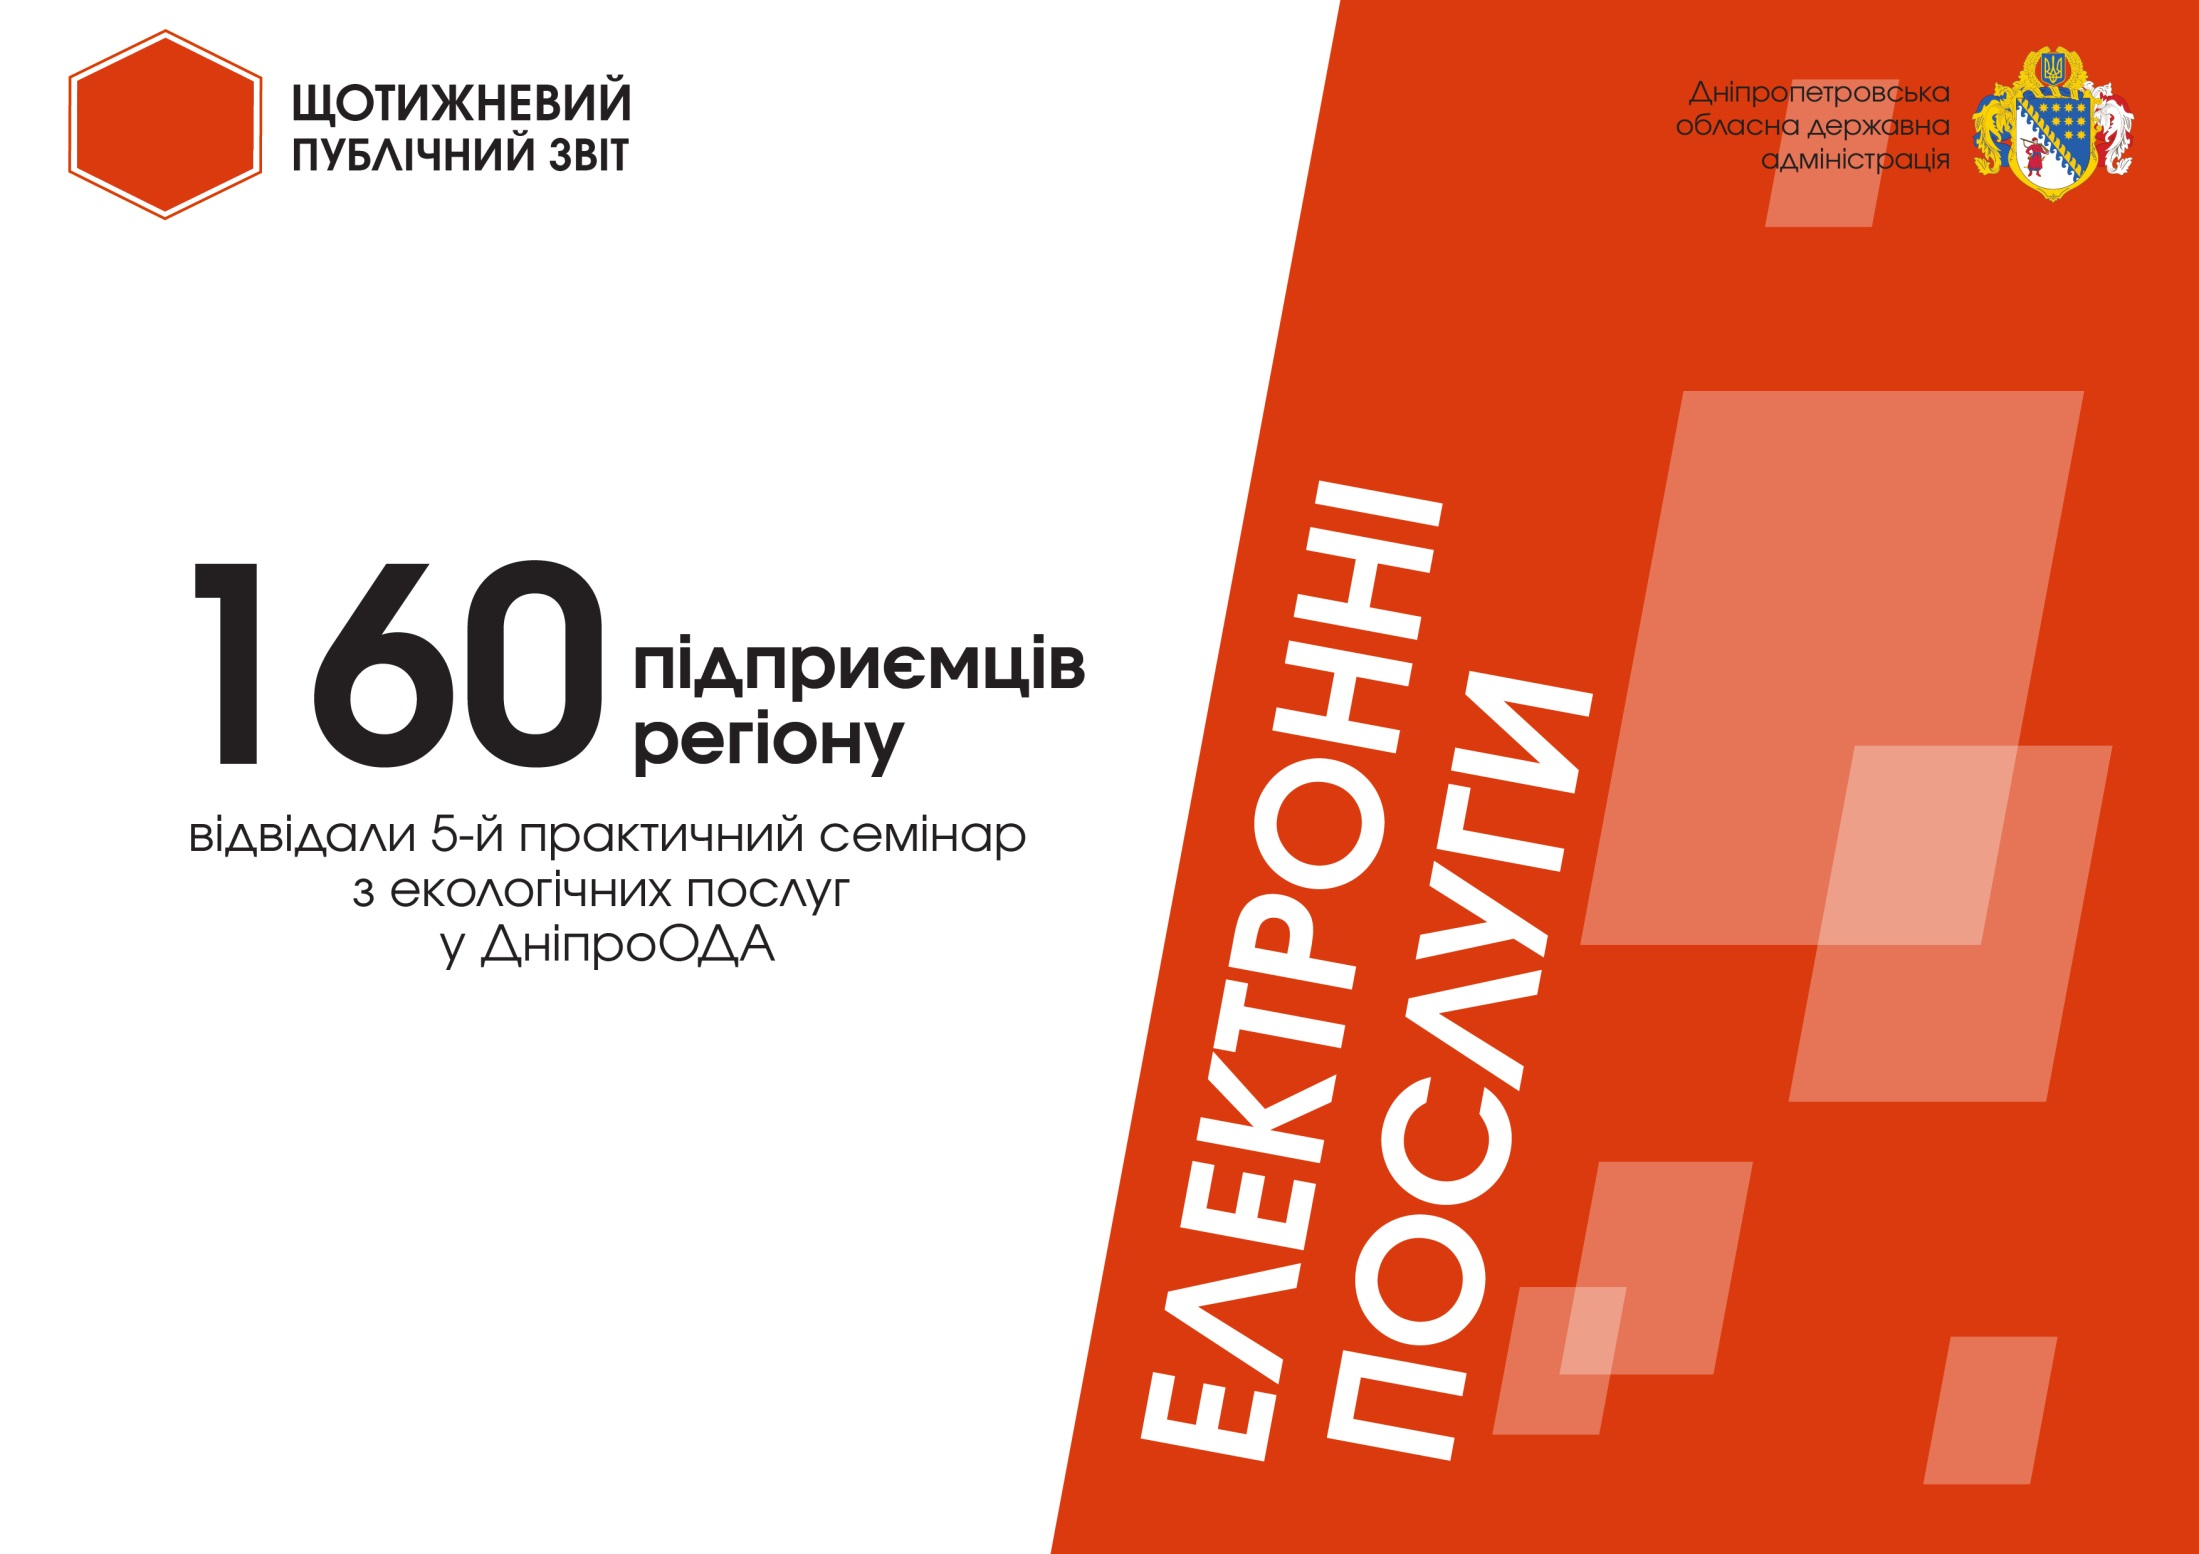 ЩОТИЖНЕВИЙ
ПУБЛІЧНИЙ ЗВІТ
Дніпропетровська
обласна державна
адміністрація
160 підприємців
регіону
відвідали 5-й практичний семінар
з екологічних послуг
у ДніпроОДА
ЕЛЕКТРОННІ
ПОСЛУГИ